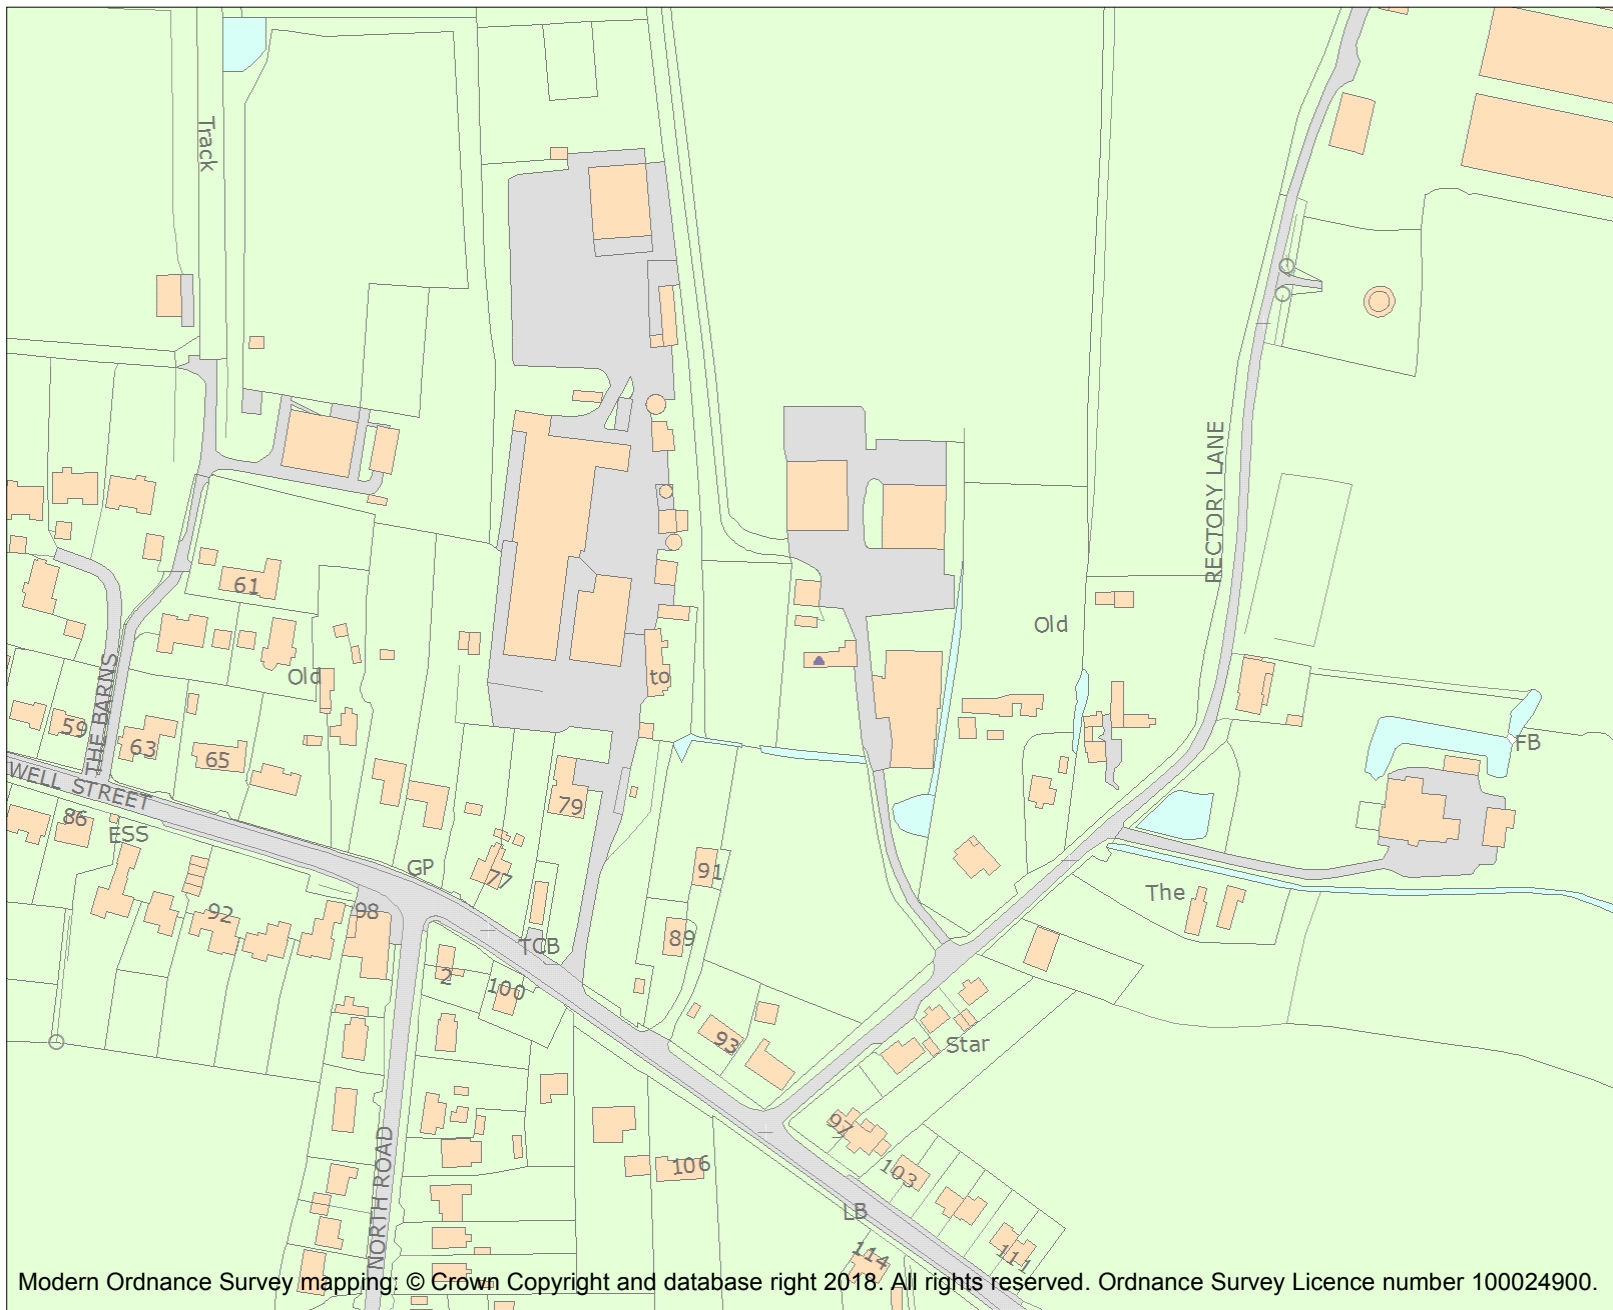 Track
RECTORY LANE
61
Old
Old
to
THE BARNS
59
63
65
FB
WELL STREET
86
ESS
79
GP
77
91
The
92
98
89
TCB
2
100
93
Star
97
NORTH ROAD
106
103
LB
114
111
Modern Ordnance Survey mapping: © Crown Copyright and database right 2018. All rights reserved. Ordnance Survey Licence number 100024900.